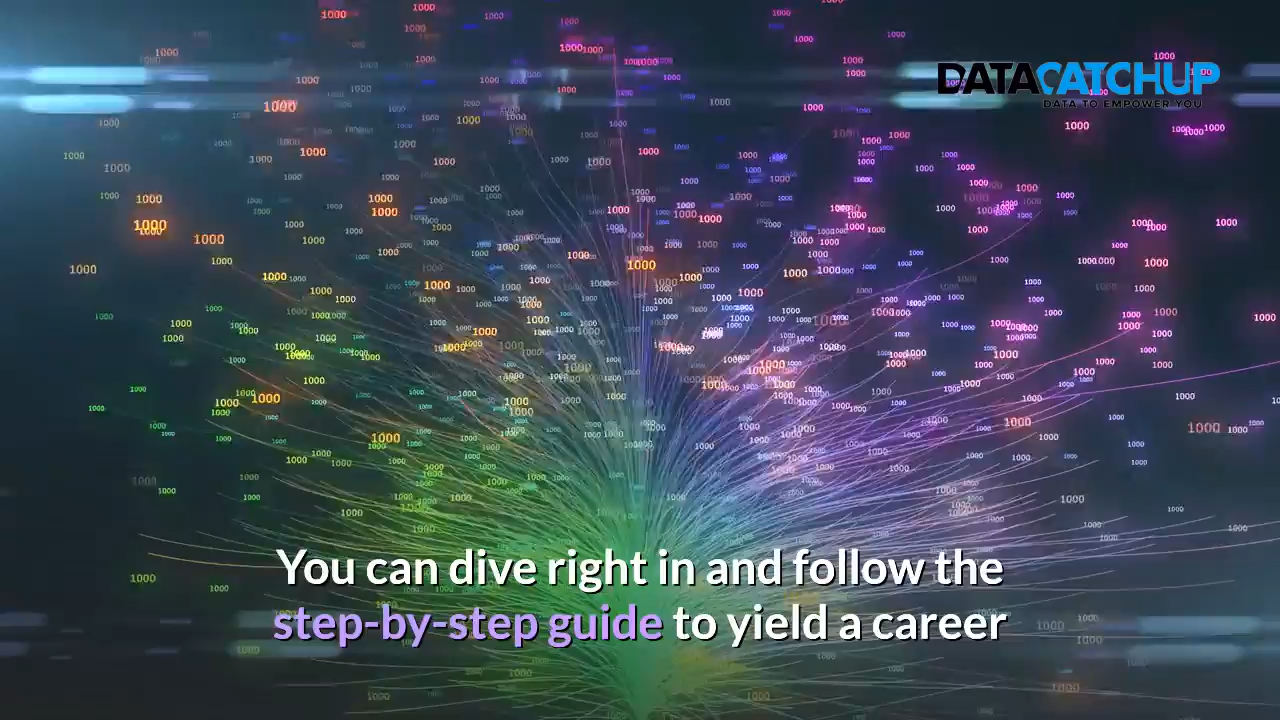 DATACATCHUP
DATA TO EMPOWER YOU
You can dive right in and follow the
step-by-step guide to yield a career